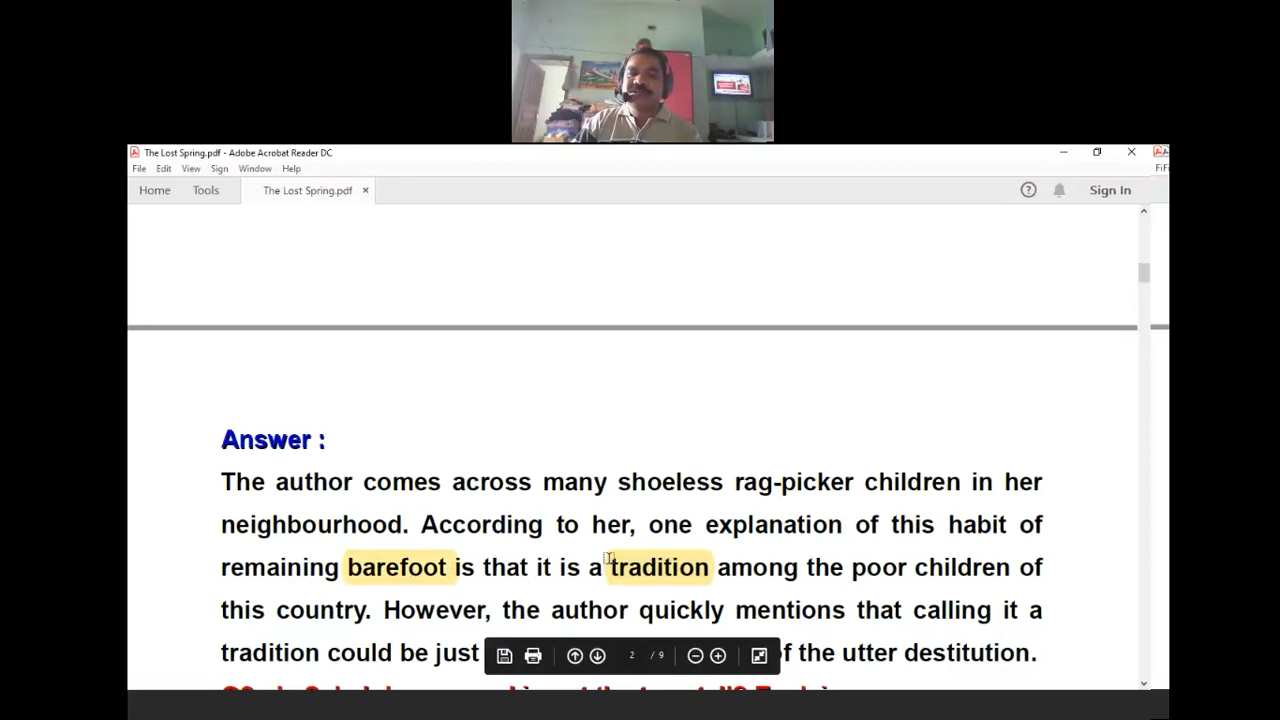 The Lost Spring.pdf - Adobe Acrobat Reader DC
File Edit View Sign Window Help
FiF
Home Tools The Lost Spring.pdf × Sign In
Answer :
The author comes across many shoeless rag-picker children in her
neighbourhood. According to her, one explanation of this habit of
remaining barefoot is that it is a tradition among the poor children of
this country. However, the author quickly mentions that calling it a
tradition could be just of the utter destitution.
2 / 9